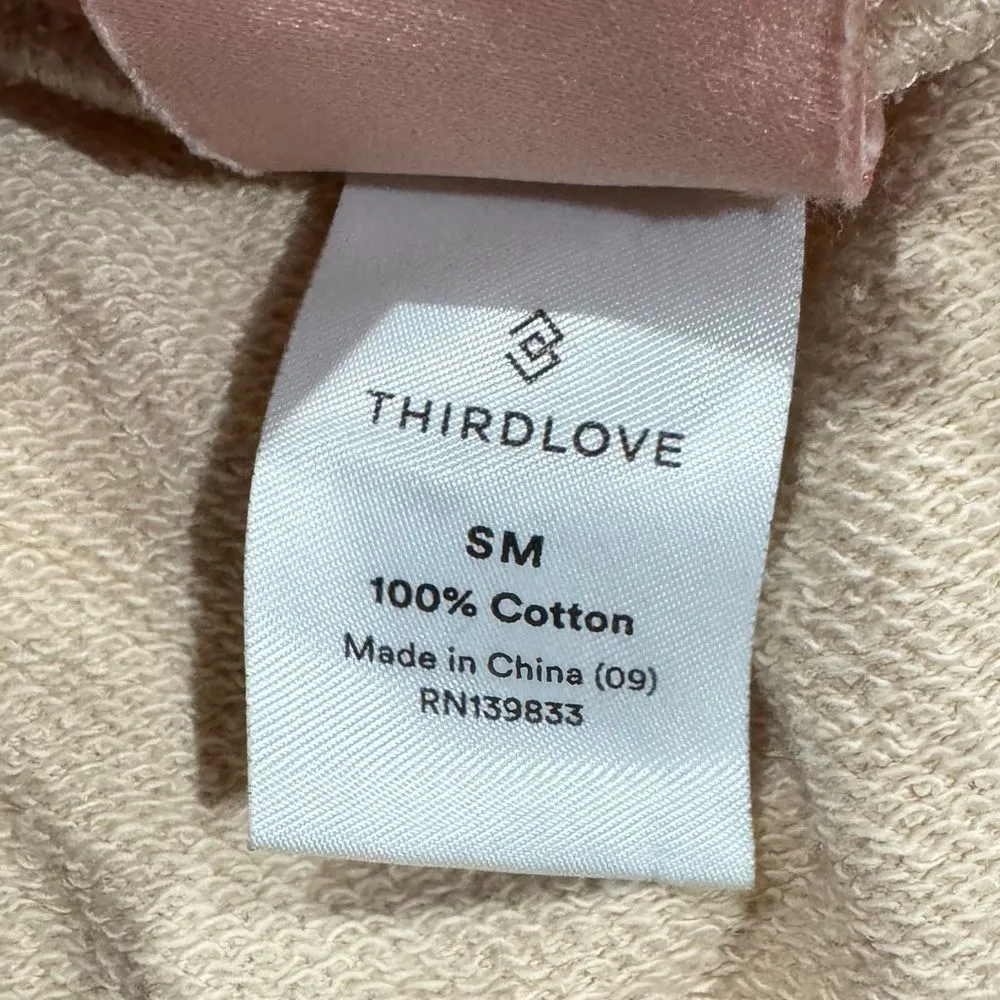 THIRDLOVE
SM
100% Cotton
Made in China (09)
RN139833